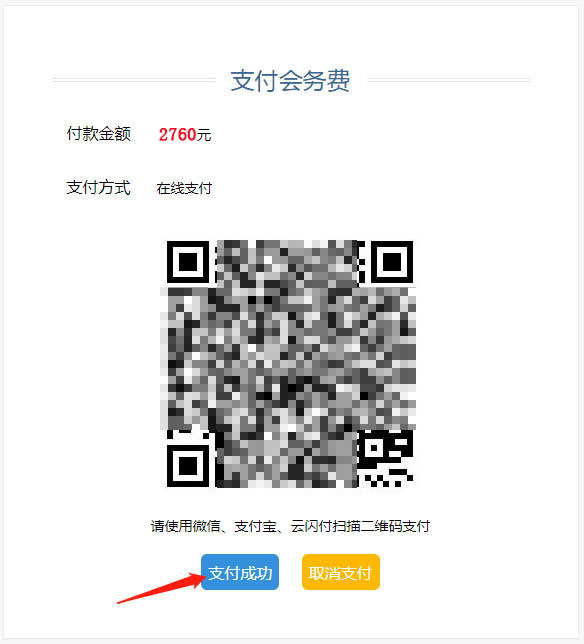 支付会务费
付款金额 2760元
支付方式 在线支付
请使用微信、支付宝、云闪付扫描二维码支付
支付成功 取消支付